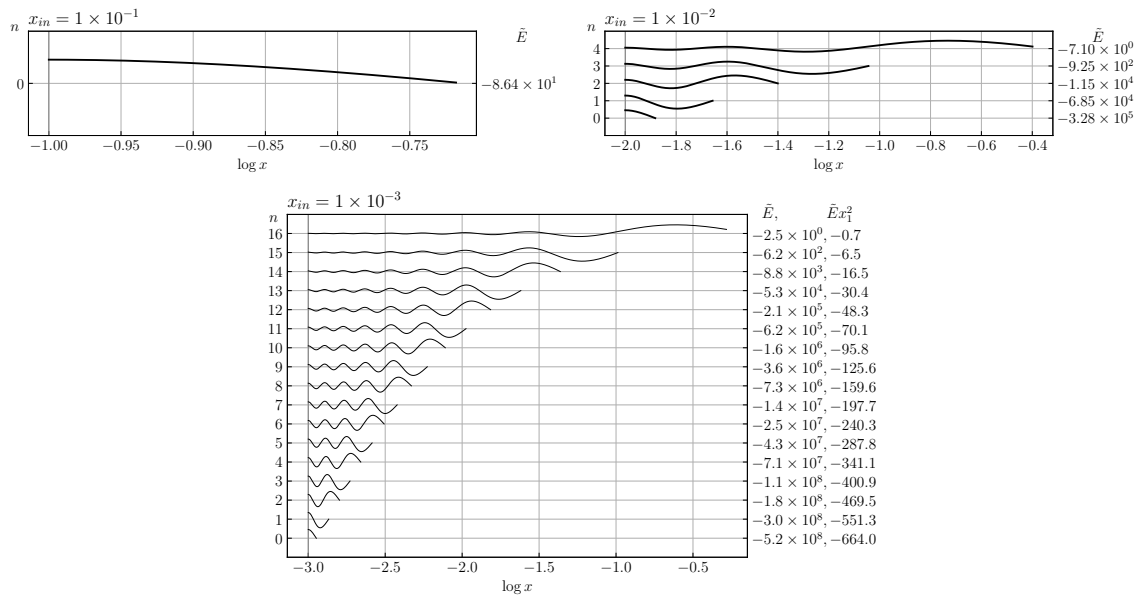 n x_{in} = 1 × 10^{−1}
Ẽ
0 −8.64 × 10^1
−1.00 −0.95 −0.90 −0.85 −0.80 −0.75
log x
n x_{in} = 1 × 10^{−2}
Ẽ
4 −7.10 × 10^0
3 −9.25 × 10^2
2 −1.15 × 10^4
1 −6.85 × 10^4
0 −3.28 × 10^5
−2.0 −1.8 −1.6 −1.4 −1.2 −1.0 −0.8 −0.6 −0.4
log x
n x_{in} = 1 × 10^{−3}
Ẽ, Ẽx_1^2
16 −2.5 × 10^0, −0.7
15 −6.2 × 10^2, −6.5
14 −8.8 × 10^3, −16.5
13 −5.3 × 10^4, −30.4
12 −2.1 × 10^5, −48.3
11 −6.2 × 10^5, −70.1
10 −1.6 × 10^6, −95.8
9 −3.6 × 10^6, −125.6
8 −7.3 × 10^6, −159.6
7 −1.4 × 10^7, −197.7
6 −2.5 × 10^7, −240.3
5 −4.3 × 10^7, −287.8
4 −7.1 × 10^7, −341.1
3 −1.1 × 10^8, −400.9
2 −1.8 × 10^8, −469.5
1 −3.0 × 10^8, −551.3
0 −5.2 × 10^8, −664.0
−3.0 −2.5 −2.0 −1.5 −1.0 −0.5
log x